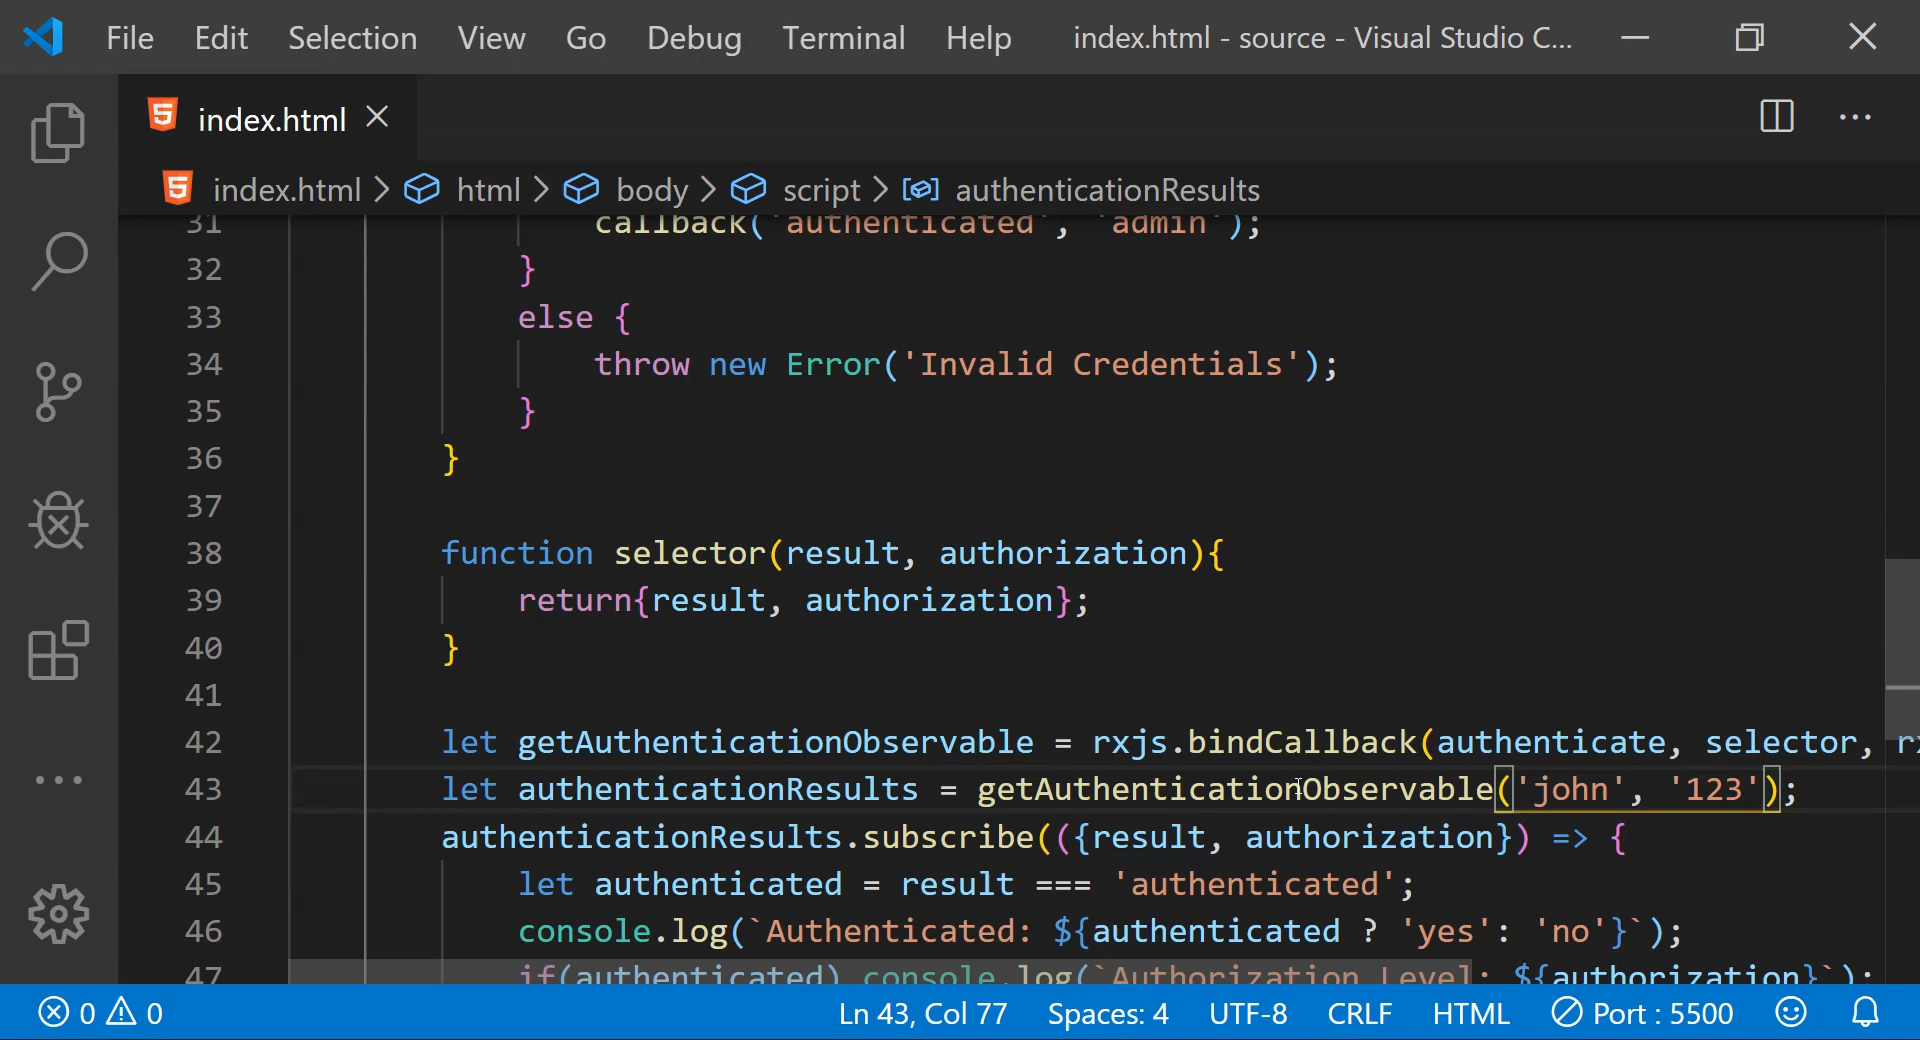 File Edit Selection View Go Debug Terminal Help index.html - source - Visual Studio C...
index.html
index.html > html > body > script > authenticationResults
31 callback('authenticated', 'admin');
32 }
33 else {
34 throw new Error('Invalid Credentials');
35 }
36 }
37
38 function selector(result, authorization){
39 return{result, authorization};
40 }
41
42 let getAuthenticationObservable = rxjs.bindCallback(authenticate, selector,
43 let authenticationResults = getAuthenticationObservable('john', '123');
44 authenticationResults.subscribe(({result, authorization}) => {
45 let authenticated = result === 'authenticated';
46 console.log(`Authenticated: ${authenticated ? 'yes': 'no'}`);
47 if(authenticated) console.log(`Authorization Level: ${authorization}`);
0 0 Ln 43, Col 77 Spaces: 4 UTF-8 CRLF HTML Port : 5500